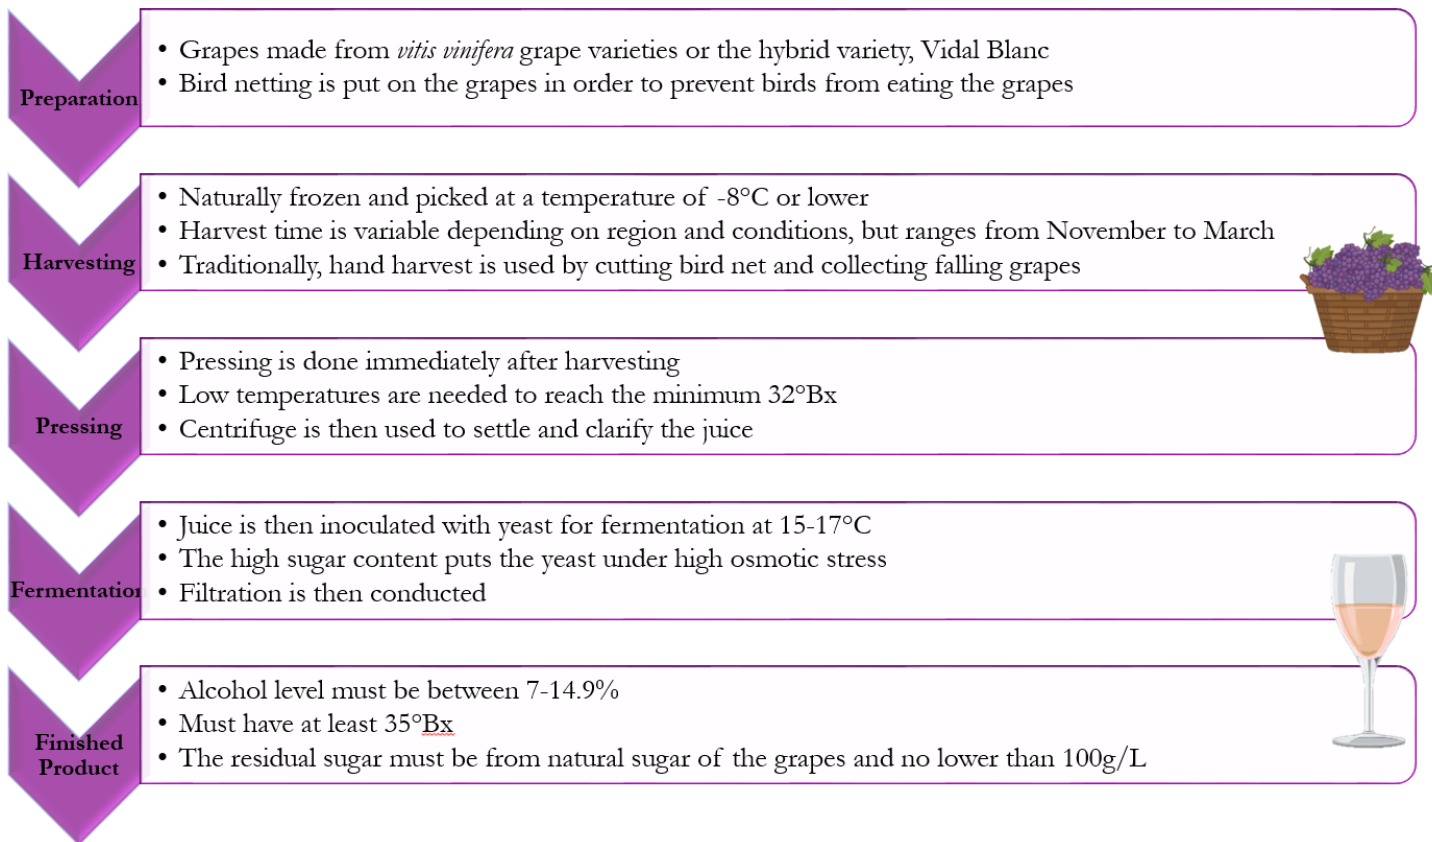 Preparation
• Grapes made from vitis vinifera grape varieties or the hybrid variety, Vidal Blanc
• Bird netting is put on the grapes in order to prevent birds from eating the grapes
Harvesting
• Naturally frozen and picked at a temperature of -8°C or lower
• Harvest time is variable depending on region and conditions, but ranges from November to March
• Traditionally, hand harvest is used by cutting bird net and collecting falling grapes
Pressing
• Pressing is done immediately after harvesting
• Low temperatures are needed to reach the minimum 32°Bx
• Centrifuge is then used to settle and clarify the juice
Fermentation
• Juice is then inoculated with yeast for fermentation at 15-17°C
• The high sugar content puts the yeast under high osmotic stress
• Filtration is then conducted
Finished
Product
• Alcohol level must be between 7-14.9%
• Must have at least 35°Bx
• The residual sugar must be from natural sugar of the grapes and no lower than 100g/L